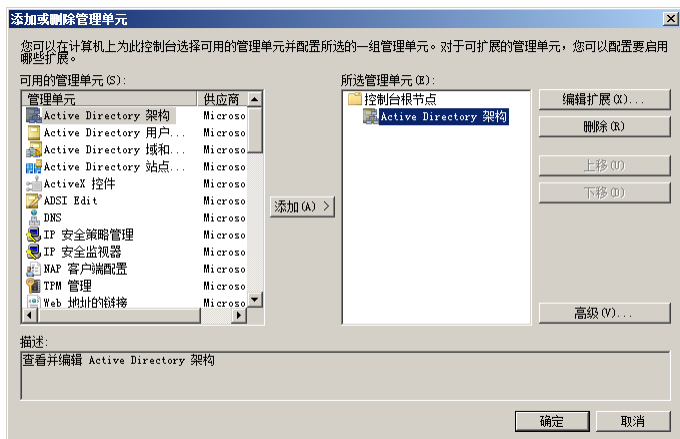 添加或删除管理单元
您可以在计算机上为此控制台选择可用的管理单元并配置所选的一组管理单元。对于可扩展的管理单元，您可以配置要启用
哪些扩展。
可用的管理单元(S):
管理单元 供应商
Active Directory 架构 Microso
Active Directory 用户... Microso
Active Directory 域和... Microso
Active Directory 站点... Microso
ActiveX 控件 Microso
ADSI Edit Microso
DNS Microso
IP 安全策略管理 Microso
IP 安全监视器 Microso
NAP 客户端配置 Microso
TPM 管理 Microso
Web 地址的链接 Microso
添加(A) >
所选管理单元(E):
控制台根节点
Active Directory 架构
编辑扩展(X)...
删除(R)
上移(U)
下移(D)
高级(V)...
描述:
查看并编辑 Active Directory 架构
确定
取消